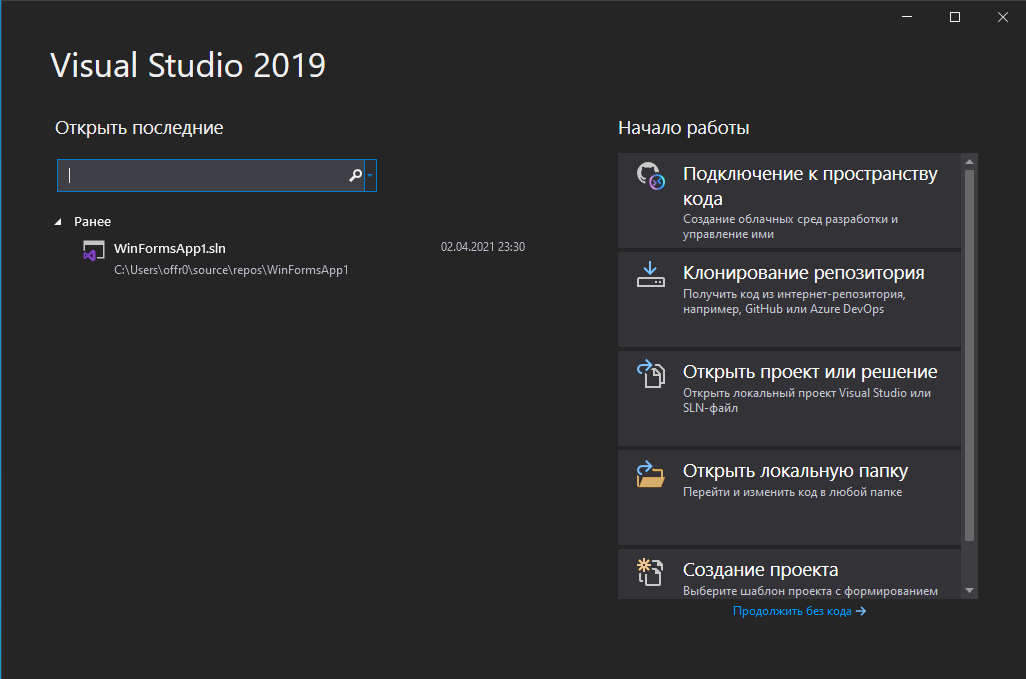 Visual Studio 2019
Открыть последние
Ранее
WinFormsApp1.sln
02.04.2021 23:30
C:\Users\offr0\source\repos\WinFormsApp1
Начало работы
Подключение к пространству
кода
Создание облачных сред разработки и
управление ими
Клонирование репозитория
Получить код из интернет-репозитория,
например, GitHub или Azure DevOps
Открыть проект или решение
Открыть локальный проект Visual Studio или
SLN-файл
Открыть локальную папку
Перейти и изменить код в любой папке
Создание проекта
Выберите шаблон проекта с формированием
Продолжить без кода